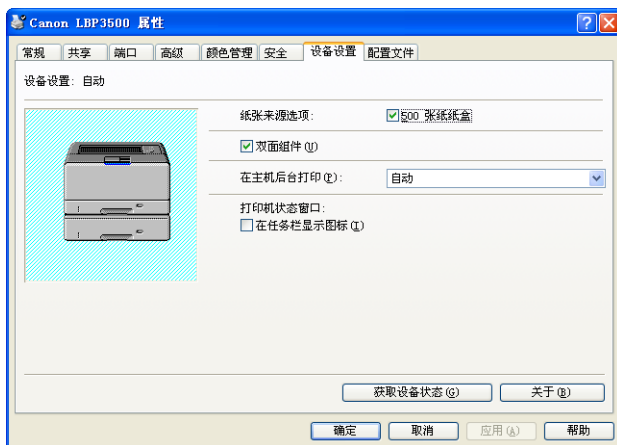 Canon LBP3500 属性
常规 共享 端口 高级 颜色管理 安全 设备设置 配置文件
设备设置: 自动
纸张来源选项: 500 张纸纸盒
双面组件(U)
在主机后台打印(P): 自动
打印机状态窗口:
在任务栏显示图标(I)
获取设备状态(G) 关于(B)
确定 取消 应用(A) 帮助